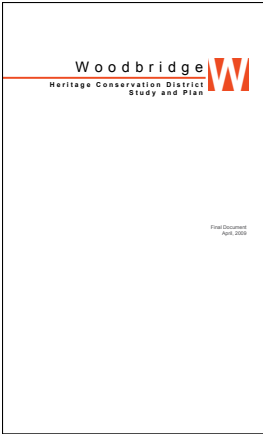 Woodbridge
W
Heritage Conservation District
Study and Plan
Final Document
April, 2009